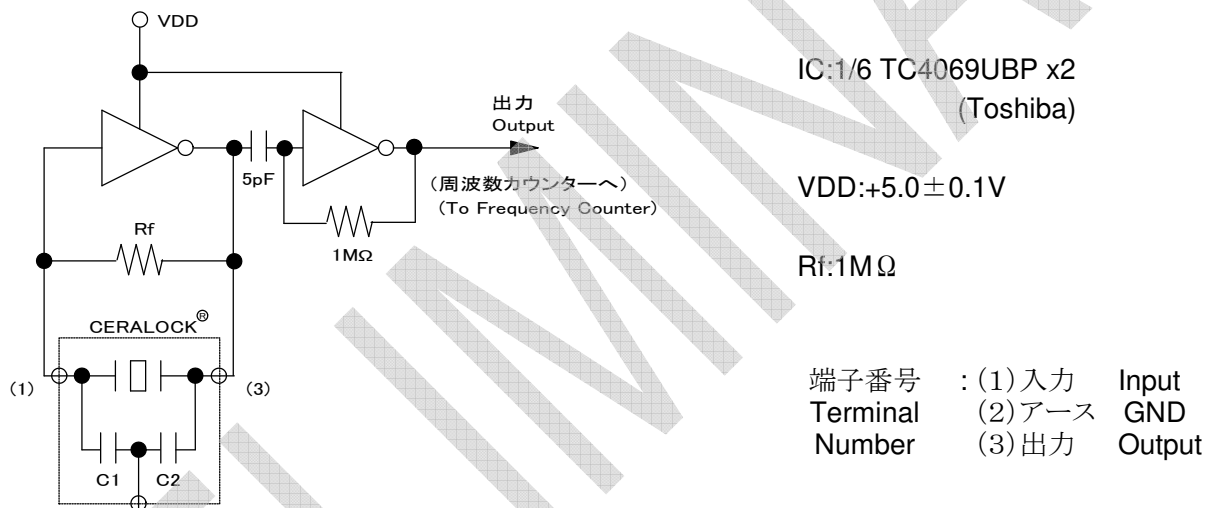 VDD
出力
Output
5pF
(周波数カウンターへ)
(To Frequency Counter)
Rf
1MΩ
CERALOCK®
(1)
(3)
C1 C2
IC:1/6 TC4069UBP x2
(Toshiba)
VDD:+5.0±0.1V
Rf:1MΩ
端子番号 :(1)入力 Input
Terminal (2)アース GND
Number (3)出力 Output